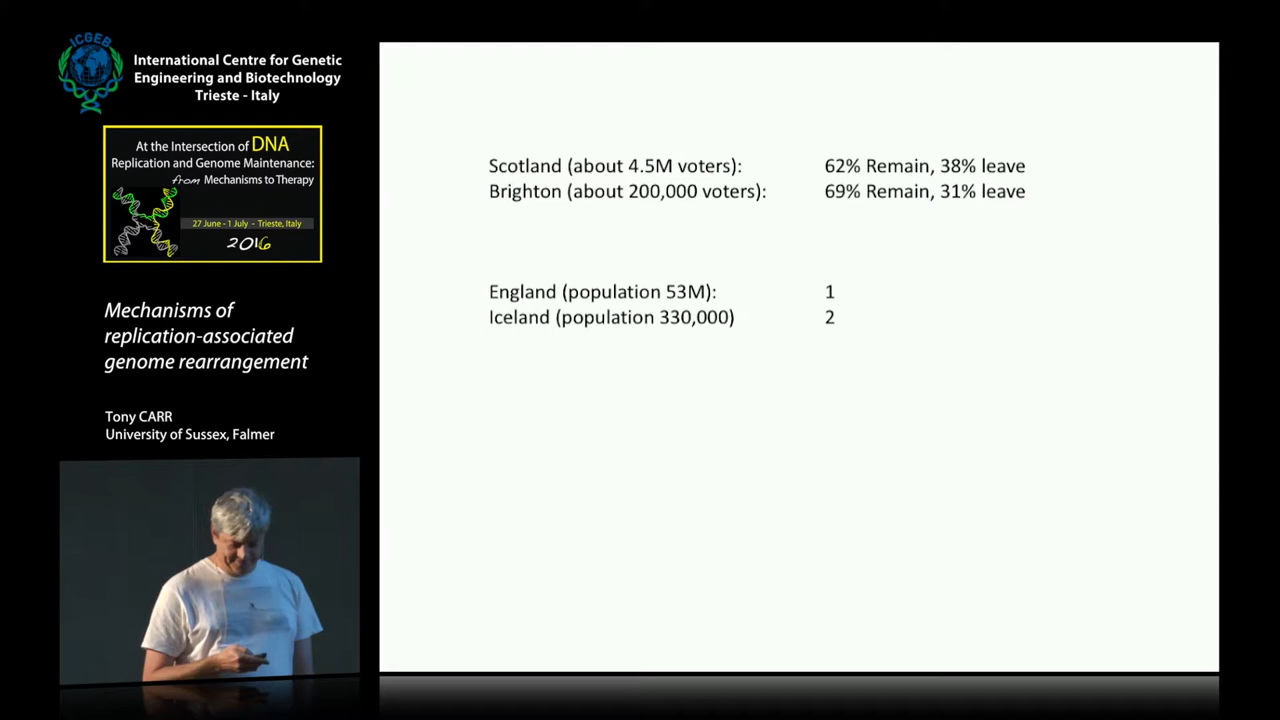 ICGEB
International Centre for Genetic
Engineering and Biotechnology
Trieste - Italy
At the Intersection of DNA
Replication and Genome Maintenance:
from Mechanisms to Therapy
27 June - 1 July - Trieste, Italy
2016
Mechanisms of
replication-associated
genome rearrangement
Tony CARR
University of Sussex, Falmer
Scotland (about 4.5M voters): 62% Remain, 38% leave
Brighton (about 200,000 voters): 69% Remain, 31% leave
England (population 53M): 1
Iceland (population 330,000) 2